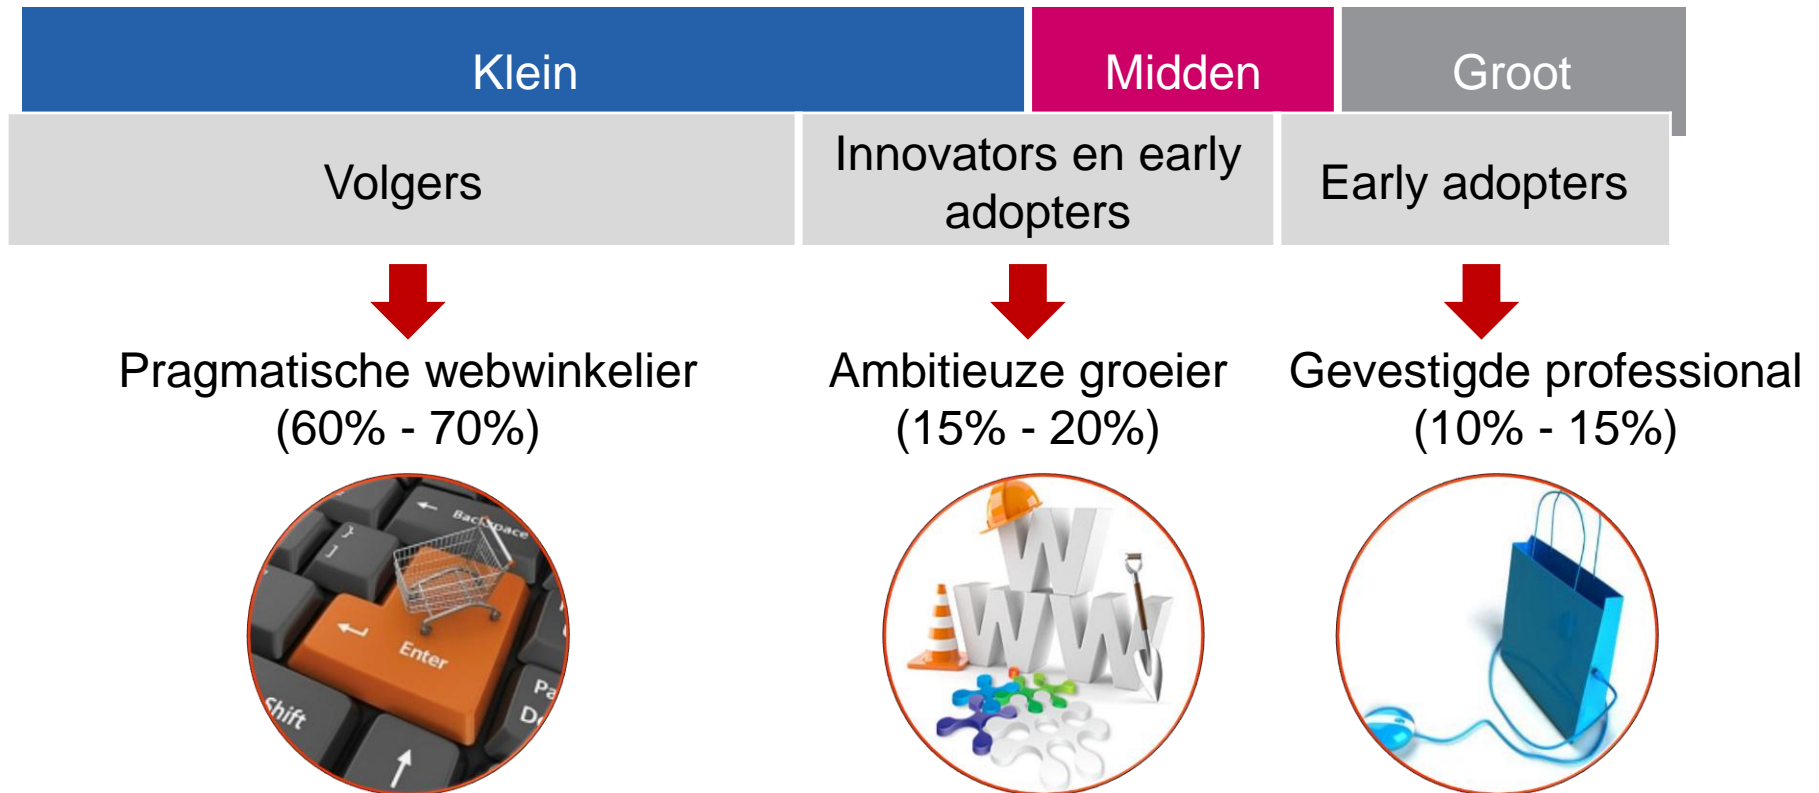 Klein
Midden
Groot
Volgers
Innovators en early
adopters
Early adopters
Pragmatische webwinkelier
(60% - 70%)
Ambitieuze groeier
(15% - 20%)
Gevestigde professional
(10% - 15%)
Backspace
}
]
Enter
Shift
W
W W